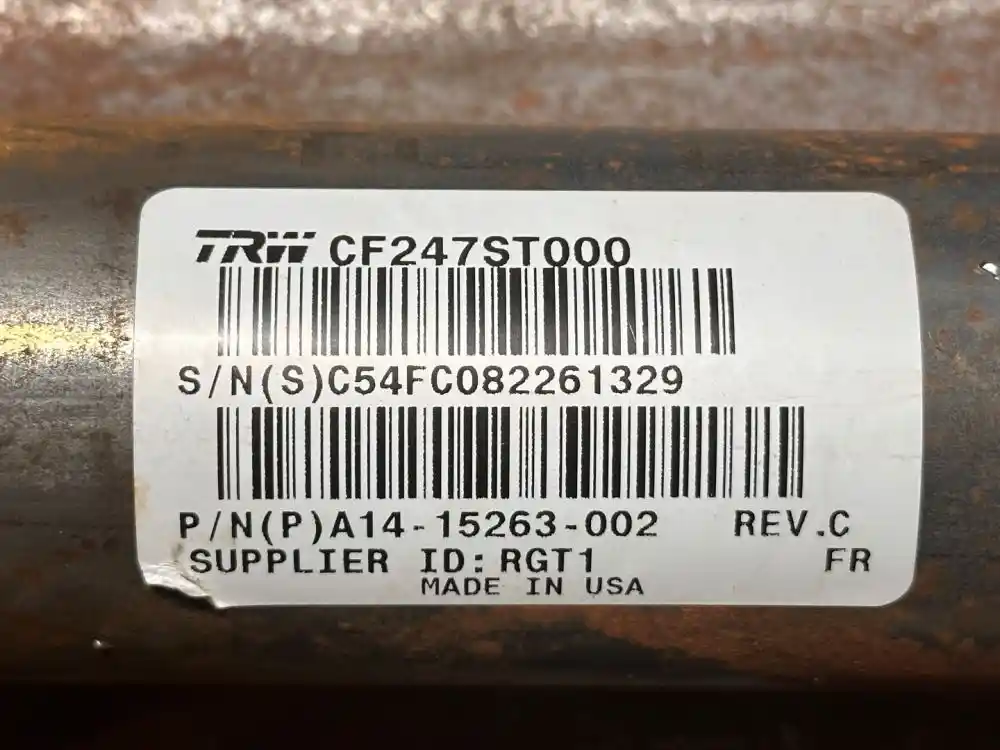 TRW CF247ST000
S/N(S)C54FC082261329
P/N(P)A14-15263-002 REV.C
SUPPLIER ID:RGT1 FR
MADE IN USA